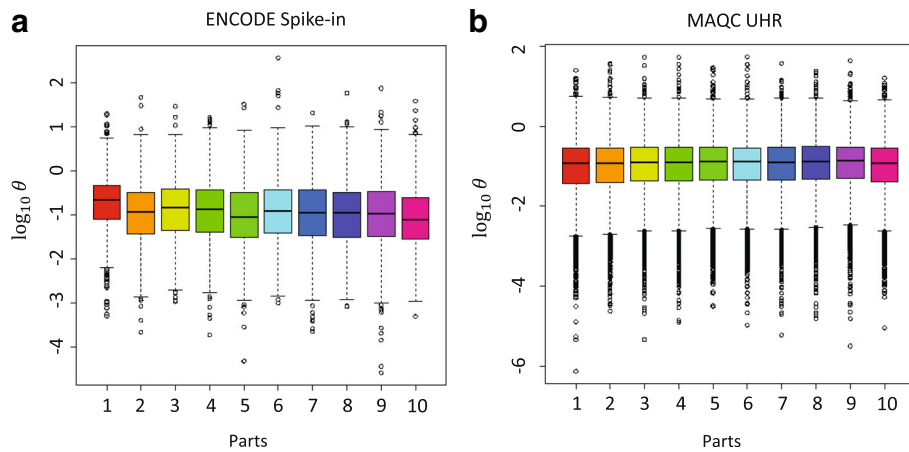 a
ENCODE Spike-in
log10 θ
2
1
0
-1
-2
-3
-4
1 2 3 4 5 6 7 8 9 10
Parts
b
MAQC UHR
log10 θ
2
0
-2
-4
-6
1 2 3 4 5 6 7 8 9 10
Parts